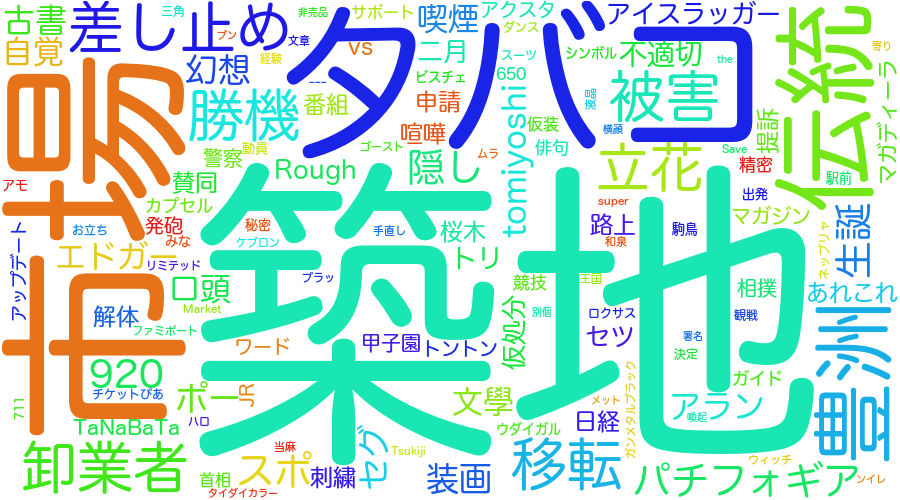 古書
差し止め
三角
非売品
サポート
喫煙
アクスタ
アイスラッガー
伝統
自覚
プン
文章
タバコ
ダンス
vs
二月
スーツ
シンボル
不適切
the
寄り
幻想
経験
---
ビスチェ
650
マガディーラ
市場
勝機
番組
申請
tomiyoshi
楽器
被害
提訴
動員
喧嘩
仮装
横顔
Save
警察
ゴースト
ムラ
俳句
賛同
Rough
隠し
立花
精密
駅前
アモ
カプセル
super
出発
お立ち
発砲
秘密
手直し
桜木
路上
マガジン
生誕
みな
ケブロン
和泉
駒鳥
アップデート
エドガー
築地
トリ
競技
王国
ネップリャ
リミテッド
ブラッ
相撲
あれこれ
口頭
Market
別個
ロクサス
観戦
解体
ファミポート
甲子園
仮処分
セツ
署名
豊洲
ワード
トントン
決定
920
JR
ガイド
チケットぴあ
ポー
文學
メット
アラン
711
TaNaBaTa
ハロ
日経
喚起
ウダイガル
ガンメタルブラック
卸業者
当麻
セグ
Tsukiji
移転
ウィッチ
首相
スポ
刺繍
装画
パチフォギア
ンイレ
タイダイカラー